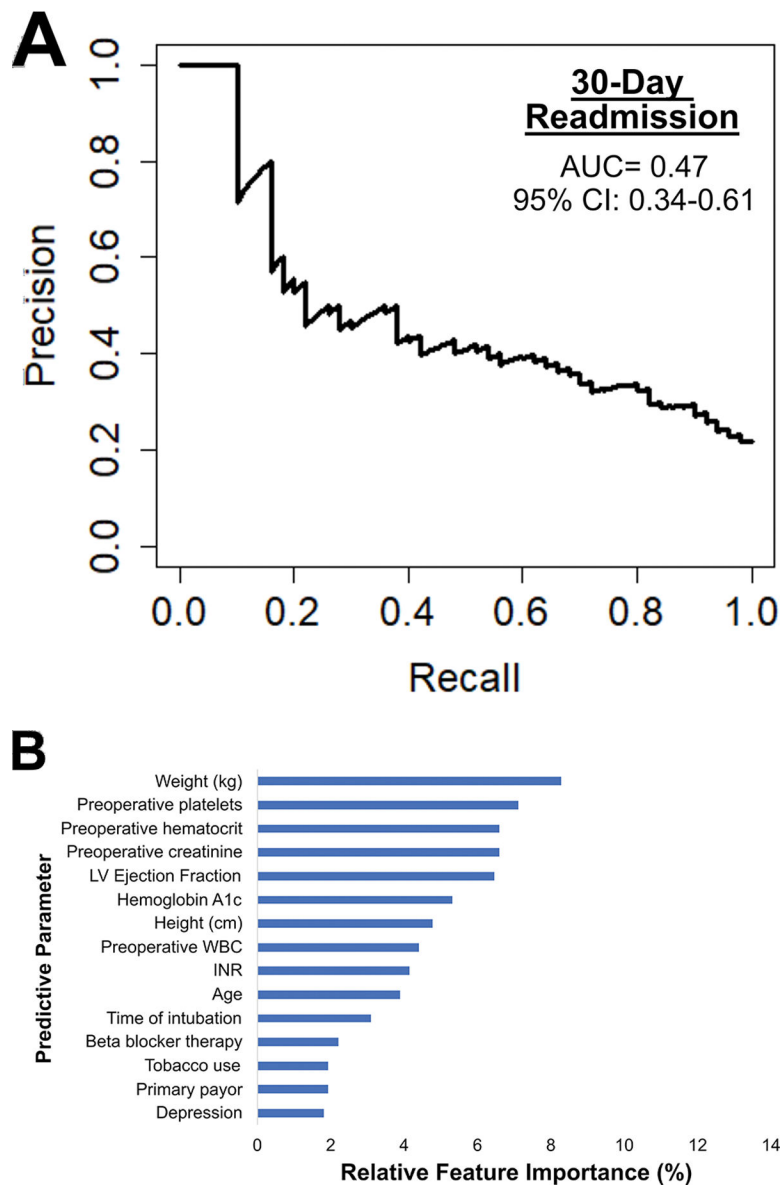 A
30-Day
Readmission
AUC= 0.47
95% CI: 0.34-0.61
Precision
1.0
0.8
0.6
0.4
0.2
0.0
0.0 0.2 0.4 0.6 0.8 1.0
Recall
B
Predictive Parameter
Weight (kg)
Preoperative platelets
Preoperative hematocrit
Preoperative creatinine
LV Ejection Fraction
Hemoglobin A1c
Height (cm)
Preoperative WBC
INR
Age
Time of intubation
Beta blocker therapy
Tobacco use
Primary payor
Depression
0 2 4 6 8 10 12 14
Relative Feature Importance (%)